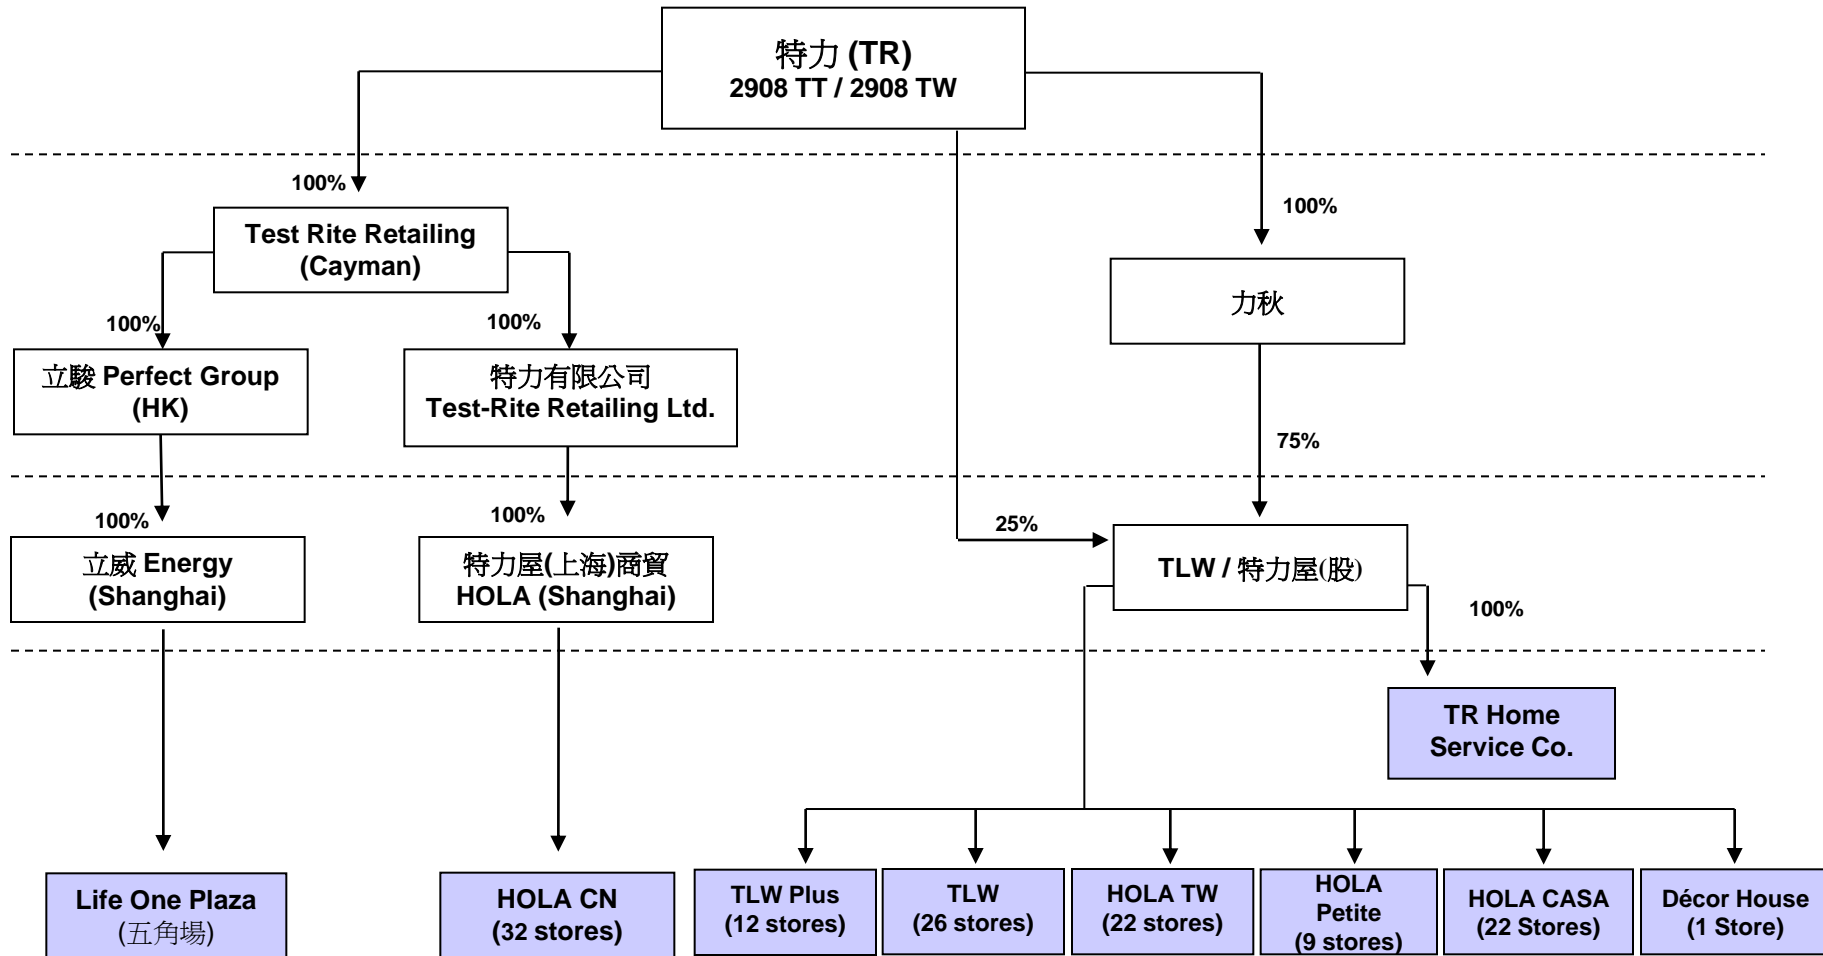 特力 (TR)
2908 TT / 2908 TW
100%
100%
Test Rite Retailing
(Cayman)
力秋
100%
100%
立駿 Perfect Group
(HK)
特力有限公司
Test-Rite Retailing Ltd.
75%
100%
100%
25%
立威 Energy
(Shanghai)
特力屋(上海)商貿
HOLA (Shanghai)
TLW / 特力屋(股)
100%
TR Home
Service Co.
Life One Plaza
(五角場)
HOLA CN
(32 stores)
TLW Plus
(12 stores)
TLW
(26 stores)
HOLA TW
(22 stores)
HOLA
Petite
(9 stores)
HOLA CASA
(22 Stores)
Décor House
(1 Store)